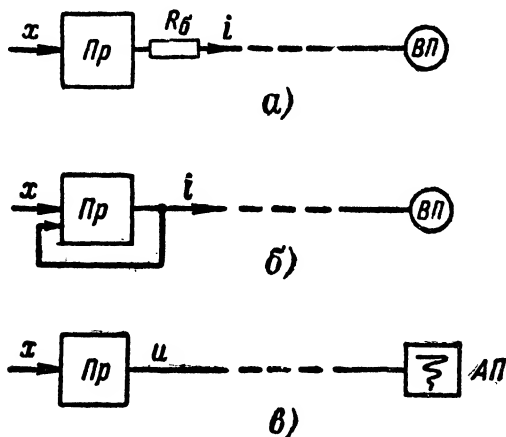 x Пр Rб i ВП
а)
x Пр i ВП
б)
x Пр u АП
в)